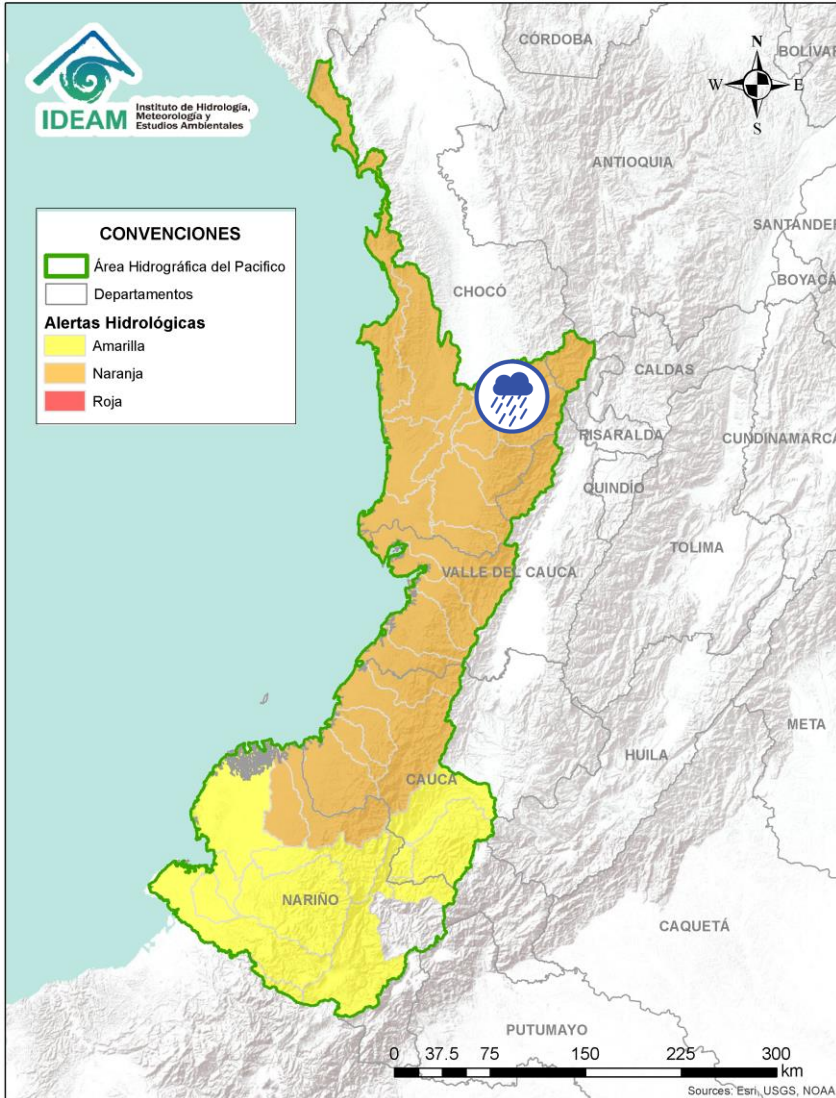 CÓRDOBA
BOLÍVAR
N
W
E
S
IDEAM
Instituto de Hidrología,
Meteorología y
Estudios Ambientales
ANTIOQUIA
SANTANDER
CONVENCIONES
Área Hidrográfica del Pacifico
Departamentos
Alertas Hidrológicas
Amarilla
Naranja
Roja
BOYACÁ
CHOCÓ
CALDAS
RISARALDA
CUNDINAMARCA
QUINDÍO
TOLIMA
VALLE DEL CAUCA
META
HUILA
CAUCA
NARIÑO
CAQUETÁ
PUTUMAYO
0 37.5 75 150 225 300
km
Sources: Esri, USGS, NOAA